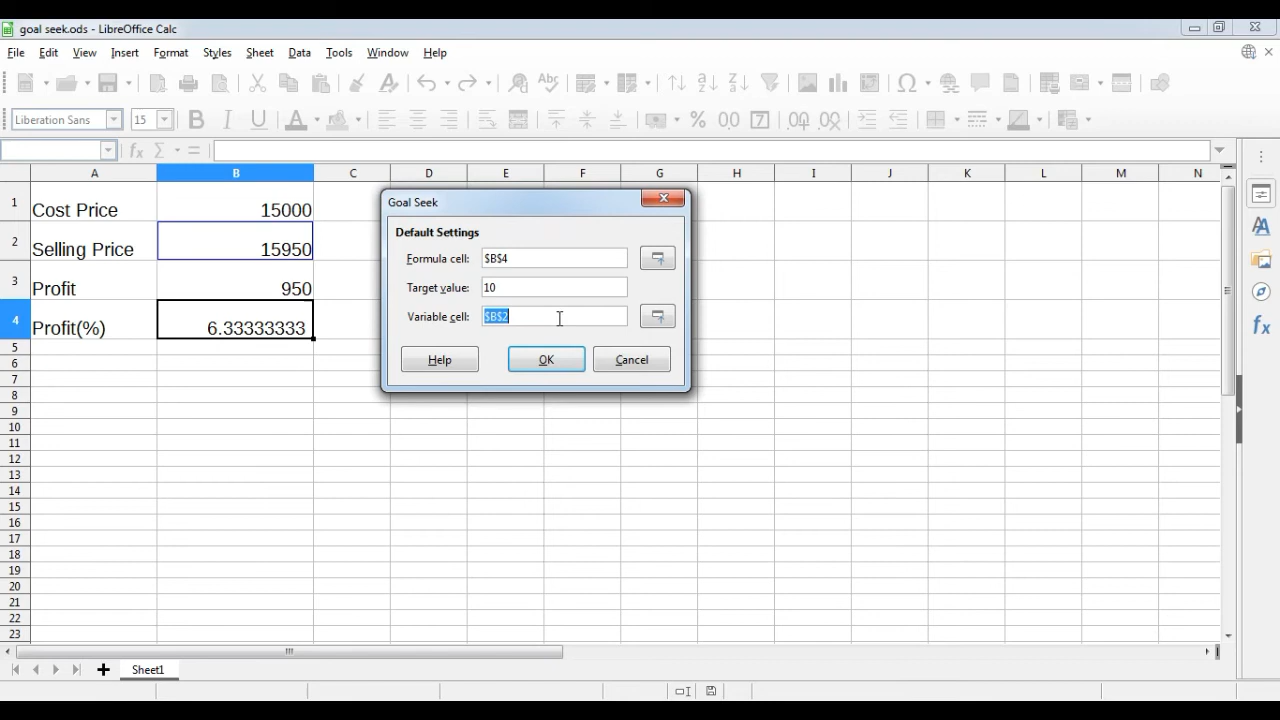 goal seek.ods - LibreOffice Calc
File Edit View Insert Format Styles Sheet Data Tools Window Help
Liberation Sans 15
A B C D E F G H I J K L M N
1 Cost Price 15000
2 Selling Price 15950
3 Profit 950
4 Profit(%) 6.33333333
5
6
7
8
9
10
11
12
13
14
15
16
17
18
19
20
21
22
23
Goal Seek
Default Settings
Formula cell: $B$4
Target value: 10
Variable cell: $B$2
Help OK Cancel
Sheet1